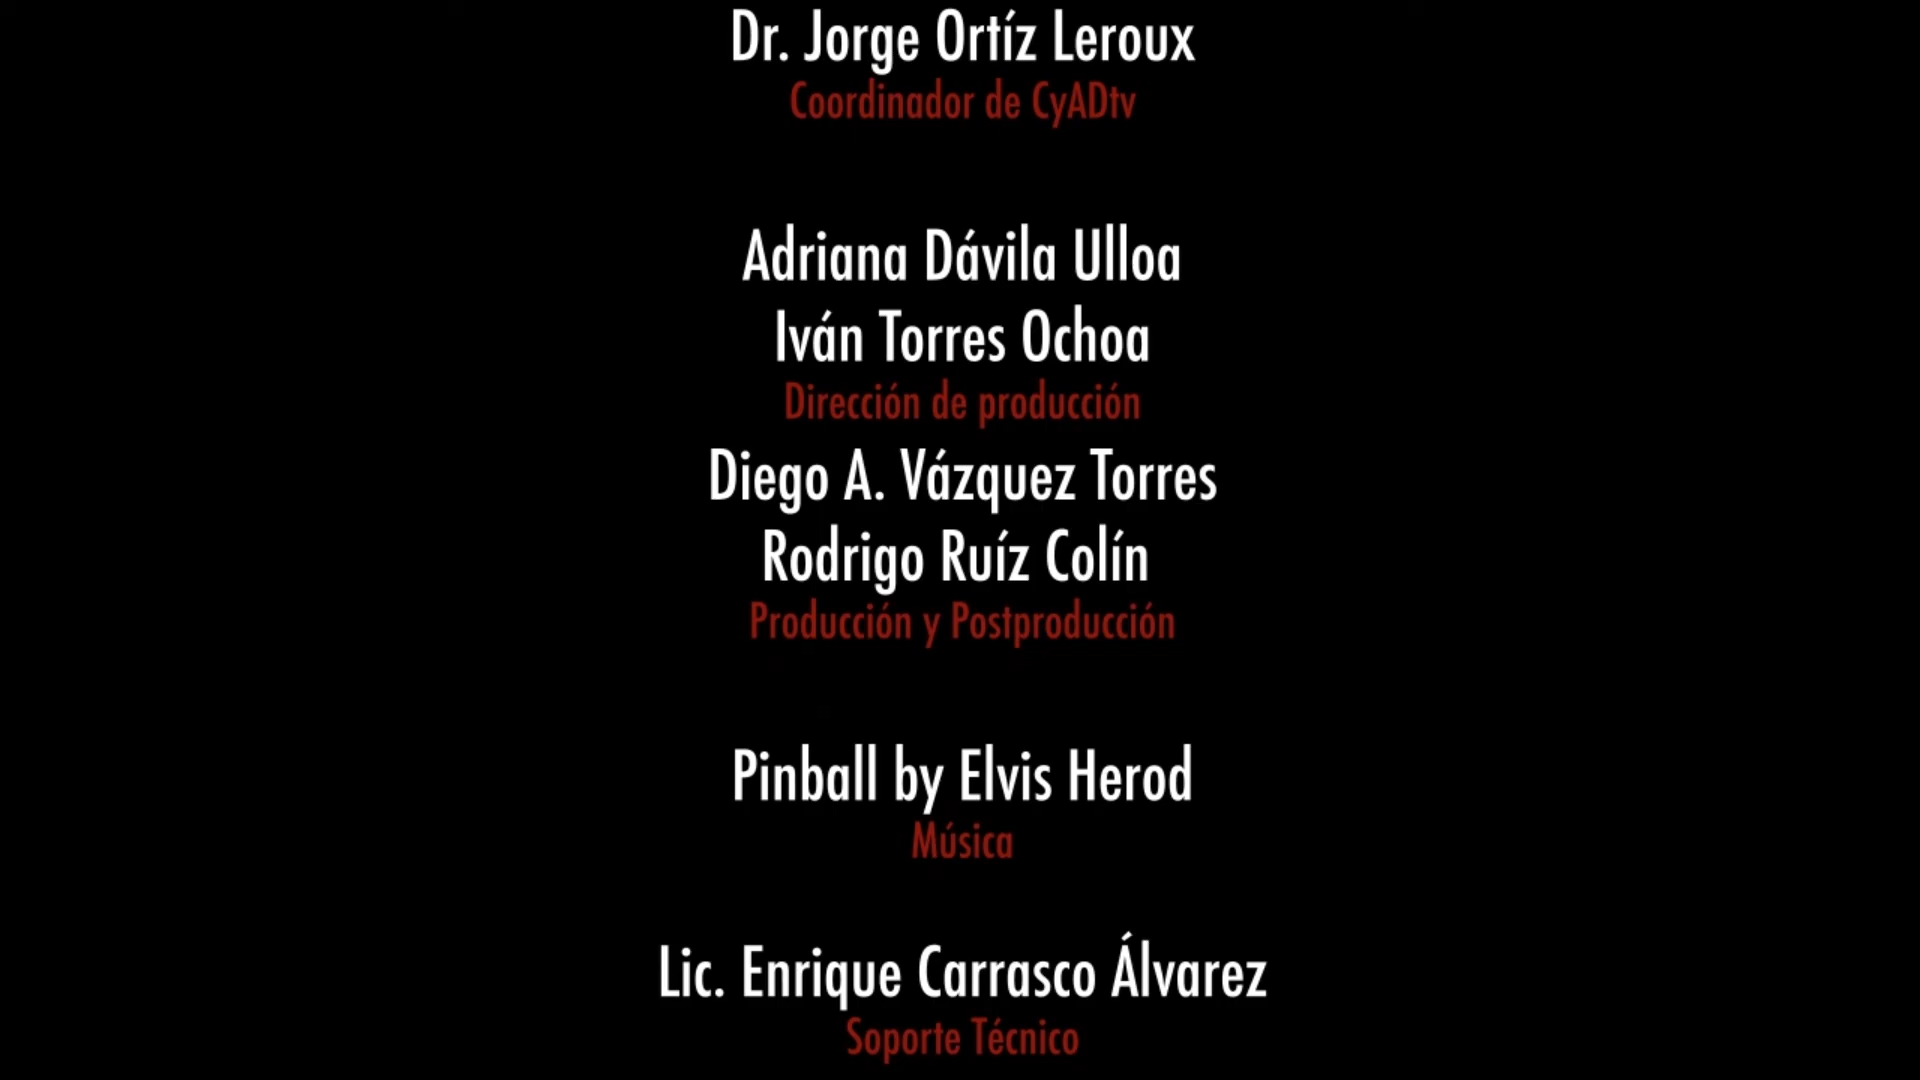 Dr. Jorge Ortíz Leroux
Coordinador de CyADtv
Adriana Dávila Ulloa
Iván Torres Ochoa
Dirección de producción
Diego A. Vázquez Torres
Rodrigo Ruíz Colín
Producción y Postproducción
Pinball by Elvis Herod
Música
Lic. Enrique Carrasco Álvarez
Soporte Técnico